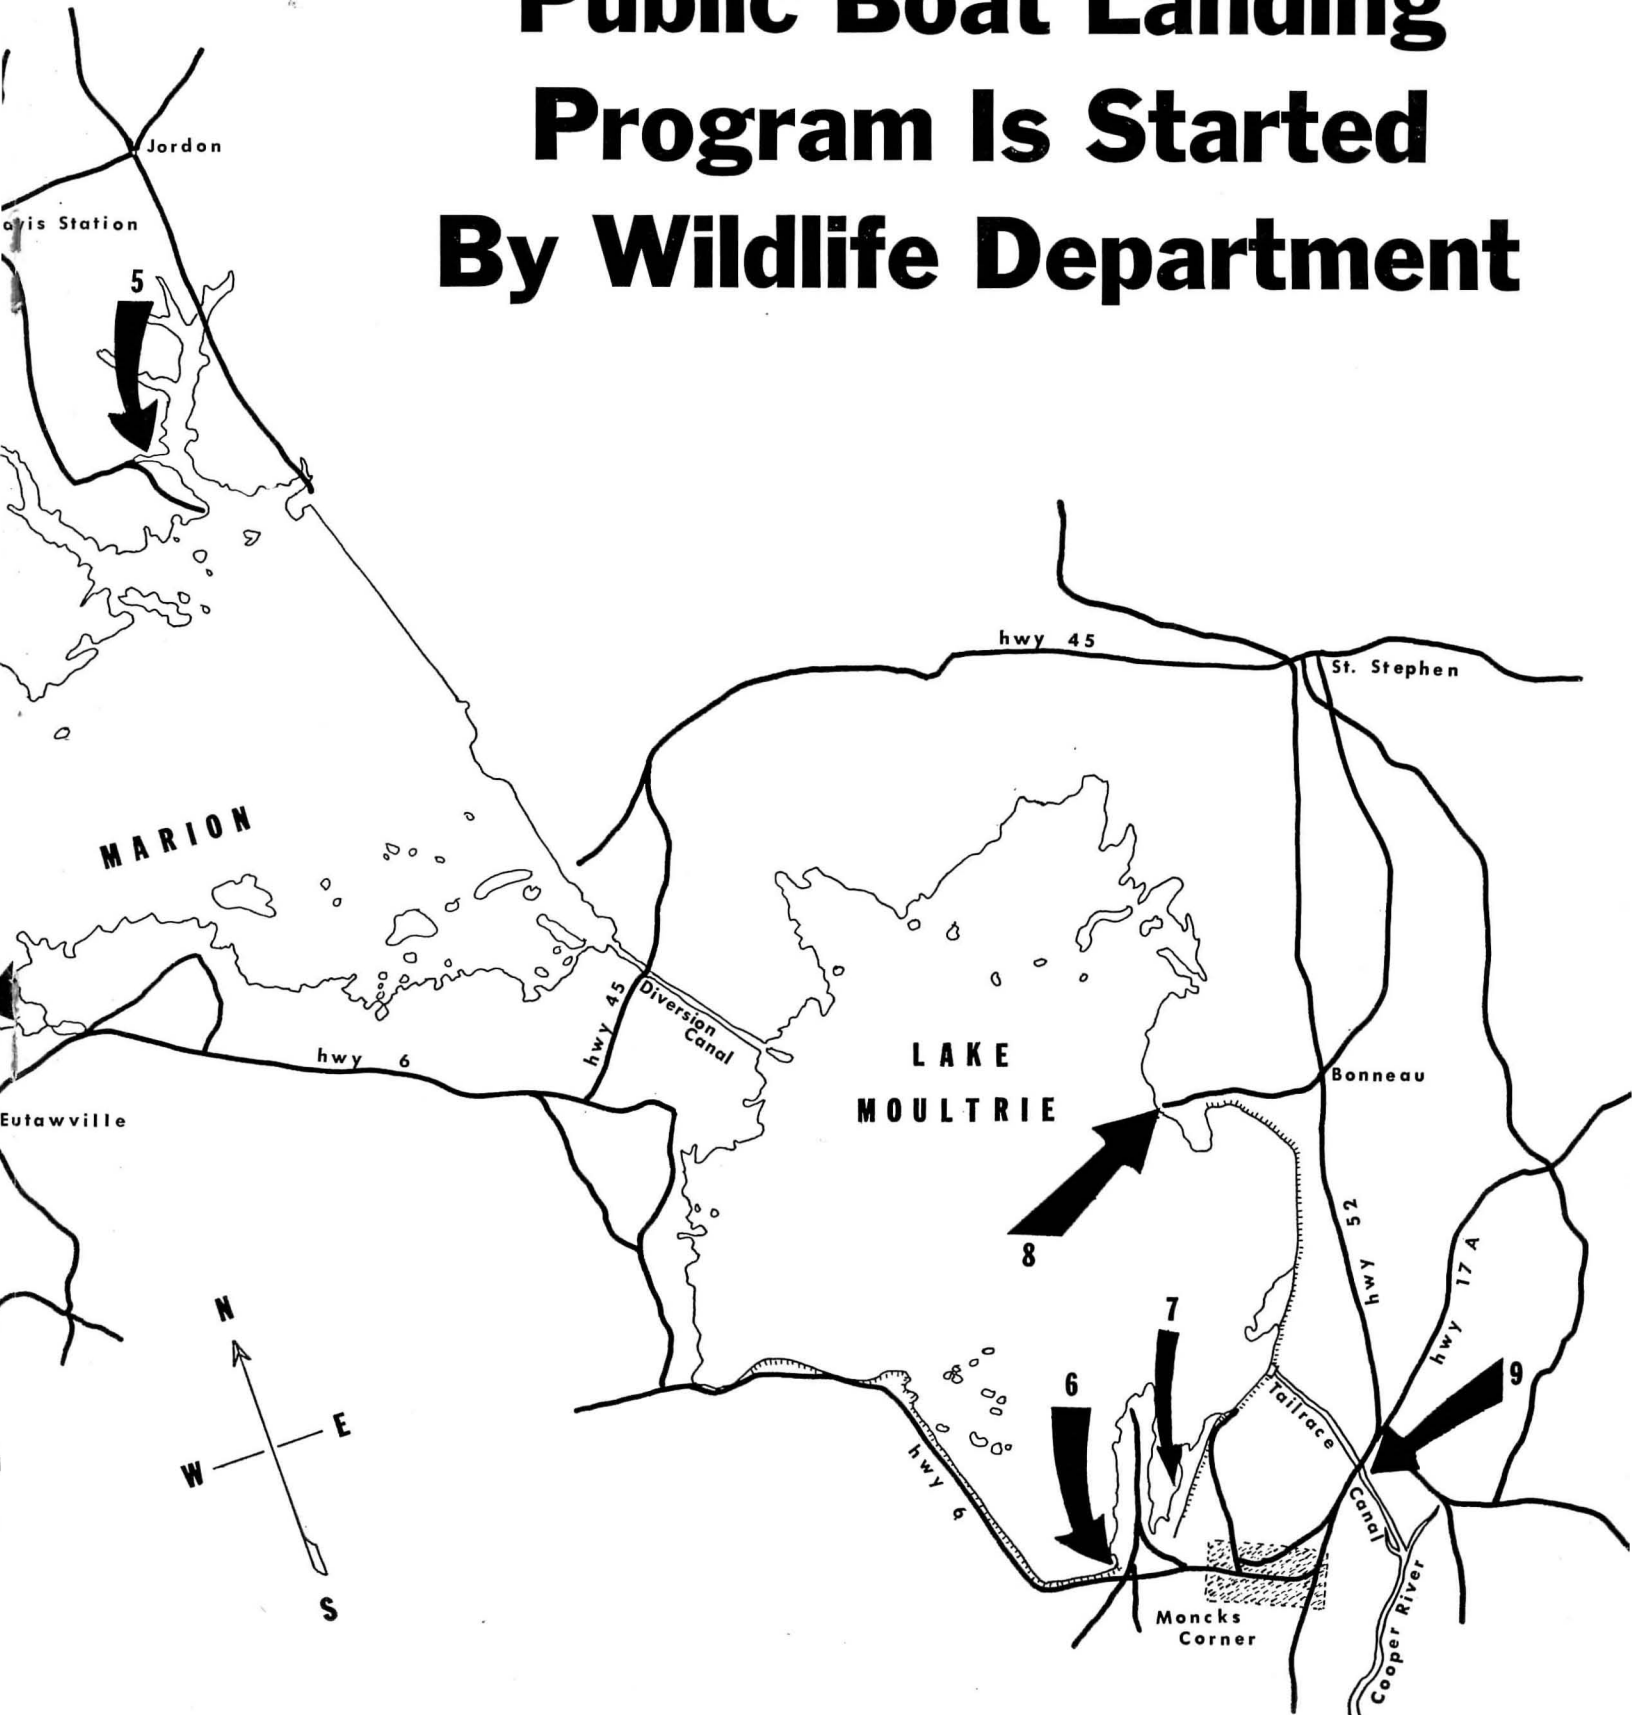 Public Boat Landing
Program Is Started
By Wildlife Department
Jordon
avis Station
5
hwy 45
St. Stephen
MARION
hwy 45
Diversion
Canal
hwy 6
LAKE
MOULTRIE
Bonneau
Eutawville
8
hwy 52
hwy 17A
N
E
W
S
7
6
9
Tailrace
Canal
hwy 6
Moncks
Corner
Cooper River